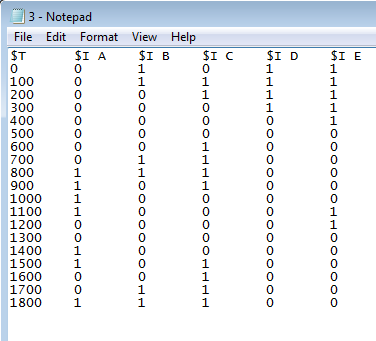 3 - Notepad
File Edit Format View Help
$T $I A $I B $I C $I D $I E
0 0 1 0 1 1
100 0 1 1 1 1
200 0 0 1 1 1
300 0 0 0 1 1
400 0 0 0 0 1
500 0 0 0 0 0
600 0 0 1 0 0
700 0 1 1 0 0
800 1 1 1 0 0
900 1 0 1 0 0
1000 1 0 0 0 0
1100 1 0 0 0 1
1200 0 0 0 0 1
1300 0 0 0 0 0
1400 1 0 0 0 0
1500 1 0 1 0 0
1600 0 0 1 0 0
1700 0 1 1 0 0
1800 1 1 1 0 0